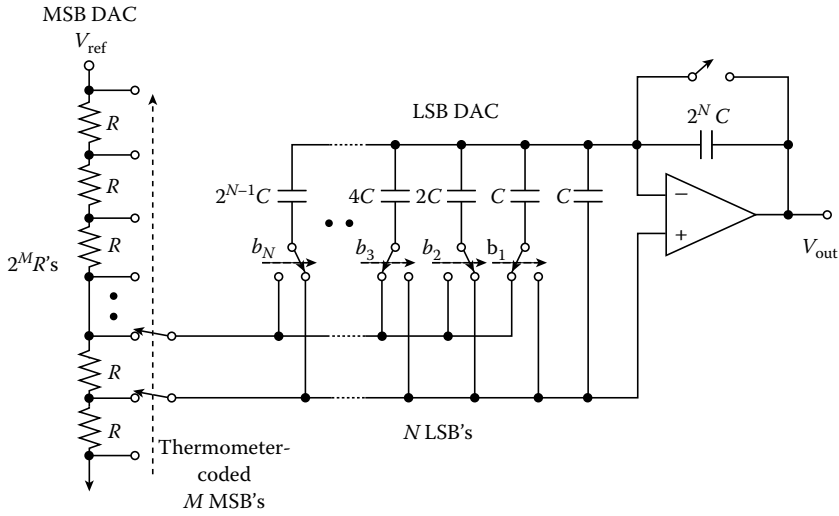 MSB DAC
V_ref
R
R
R
2^M R's
R
R
Thermometer-
coded
M MSB's
LSB DAC
2^{N–1}C
4C
2C
C
C
2^N C
b_N
b_3
b_2
b_1
N LSB's
–
+
V_out